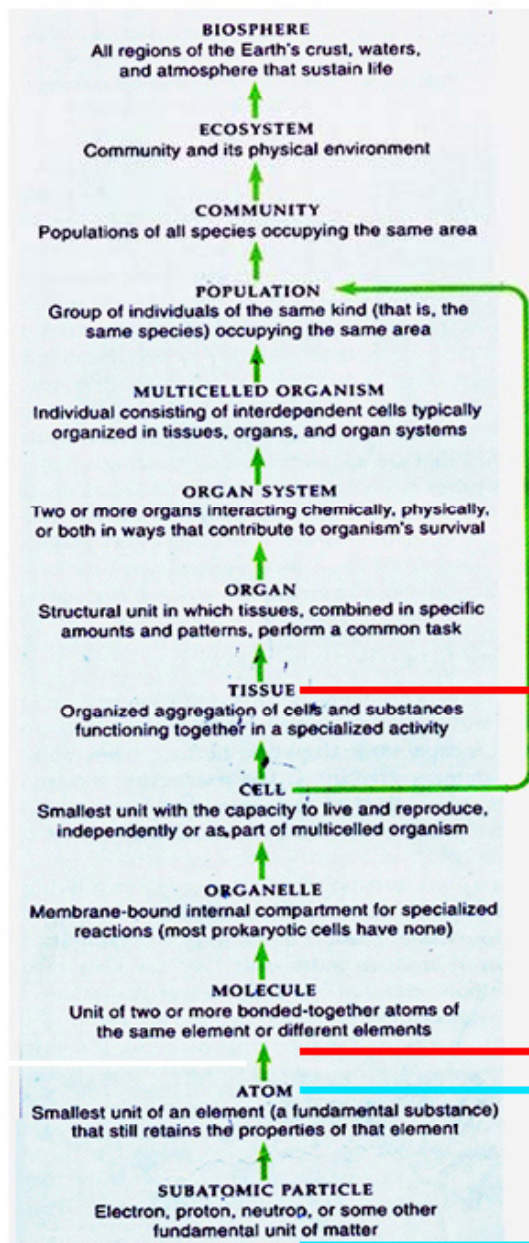 BIOSPHERE
All regions of the Earth's crust, waters,
and atmosphere that sustain life
ECOSYSTEM
Community and its physical environment
COMMUNITY
Populations of all species occupying the same area
POPULATION
Group of individuals of the same kind (that is, the
same species) occupying the same area
MULTICELLED ORGANISM
Individual consisting of interdependent cells typically
organized in tissues, organs, and organ systems
ORGAN SYSTEM
Two or more organs interacting chemically, physically,
or both in ways that contribute to organism's survival
ORGAN
Structural unit in which tissues, combined in specific
amounts and patterns, perform a common task
TISSUE
Organized aggregation of cells and substances
functioning together in a specialized activity
CELL
Smallest unit with the capacity to live and reproduce,
independently or as part of multicelled organism
ORGANELLE
Membrane-bound internal compartment for specialized
reactions (most prokaryotic cells have none)
MOLECULE
Unit of two or more bonded-together atoms of
the same element or different elements
ATOM
Smallest unit of an element (a fundamental substance)
that still retains the properties of that element
SUBATOMIC PARTICLE
Electron, proton, neutron, or some other
fundamental unit of matter